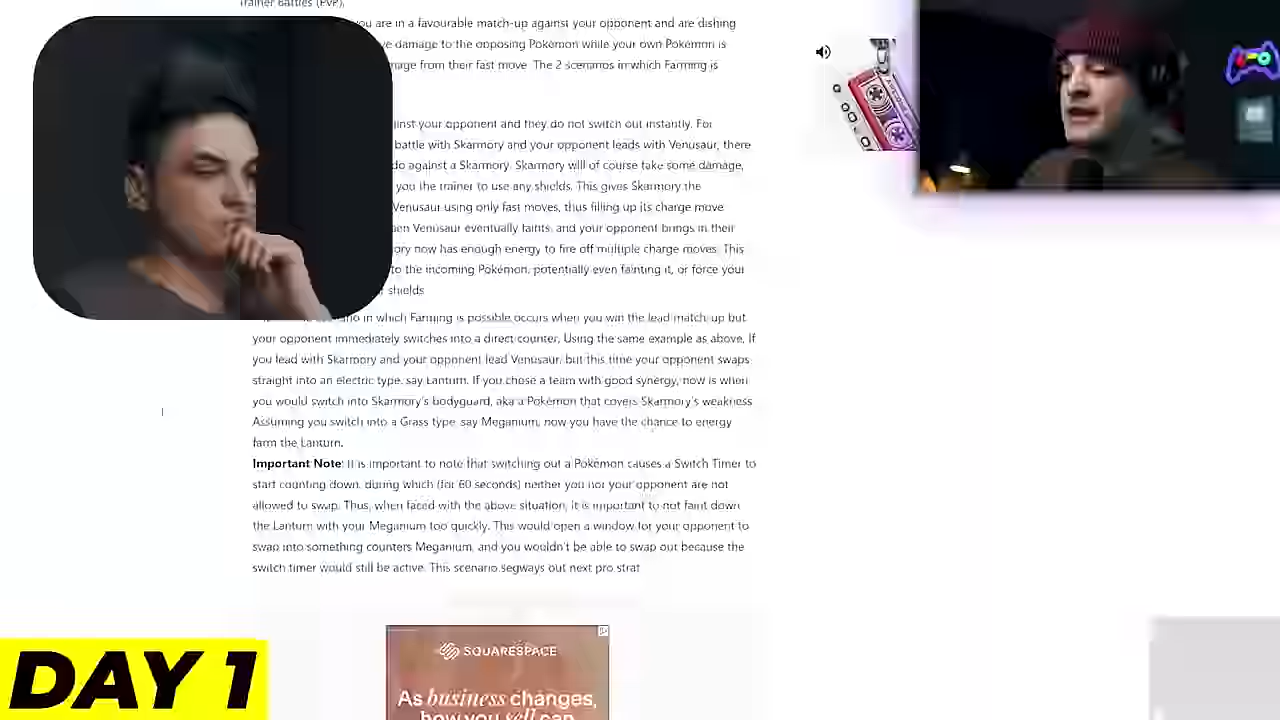 Trainer Battles (PvP).
you are in a favourable match-up against your opponent and are dishing
ve damage to the opposing Pokémon while your own Pokémon is
mage from their fast move. The 2 scenarios in which Farming is
inst your opponent and they do not switch out instantly. For
battle with Skarmory and your opponent leads with Venusaur, there
do against a Skarmory. Skarmory will of course take some damage,
you the trainer to use any shields. This gives Skarmory the
Venusaur using only fast moves, thus filling up its charge move
Venusaur eventually faints, and your opponent brings in their
ory now has enough energy to fire off multiple charge moves. This
to the incoming Pokémon, potentially even fainting it, or force your
shields
in which Farming is possible occurs when you win the lead match-up but
your opponent immediately switches into a direct counter. Using the same example as above, If
you lead with Skarmory and your opponent lead Venusaur, but this time your opponent swaps
straight into an electric type, say Lanturn. If you chose a team with good synergy, now is when
you would switch into Skarmory's bodyguard, aka a Pokémon that covers Skarmory's weakness
Assuming you switch into a Grass type, say Meganium, now you have the chance to energy
farm the Lanturn.
Important Note: It is important to note that switching out a Pokémon causes a Switch Timer to
start counting down, during which (for 60 seconds) neither you nor your opponent are not
allowed to swap. Thus, when faced with the above situation, it is important to not faint down
the Lanturn with your Meganium too quickly. This would open a window for your opponent to
swap into something counters Meganium, and you wouldn't be able to swap out because the
switch timer would still be active. This scenario segways out next pro strat
SQUARESPACE
As business changes,
how you sell can
DAY 1